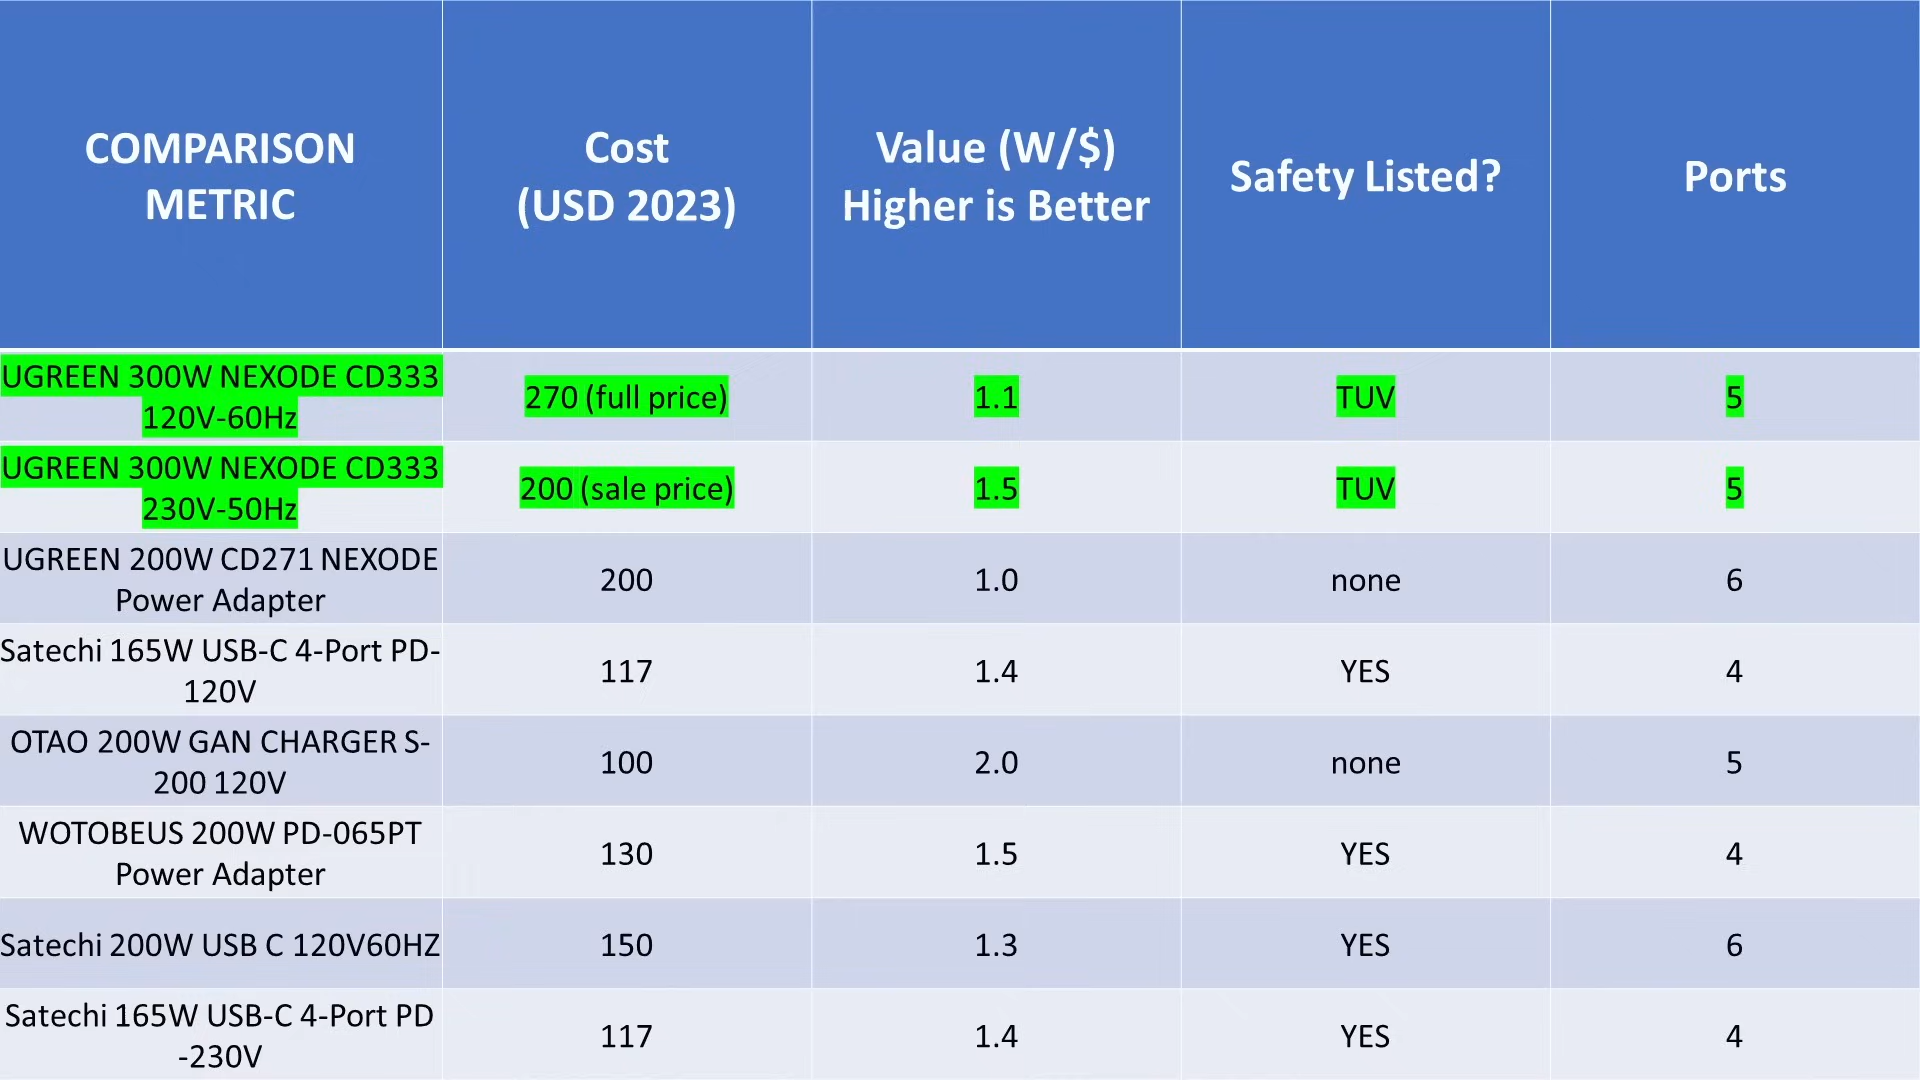 COMPARISON
METRIC
Cost
(USD 2023)
Value (W/$)
Higher is Better
Safety Listed?
Ports
UGREEN 300W NEXODE CD333
120V-60Hz
270 (full price)
1.1
TUV
5
UGREEN 300W NEXODE CD333
230V-50Hz
200 (sale price)
1.5
TUV
5
UGREEN 200W CD271 NEXODE
Power Adapter
200
1.0
none
6
Satechi 165W USB-C 4-Port PD-
120V
117
1.4
YES
4
OTAO 200W GAN CHARGER S-
200 120V
100
2.0
none
5
WOTOBEUS 200W PD-065PT
Power Adapter
130
1.5
YES
4
Satechi 200W USB C 120V60HZ
150
1.3
YES
6
Satechi 165W USB-C 4-Port PD
-230V
117
1.4
YES
4